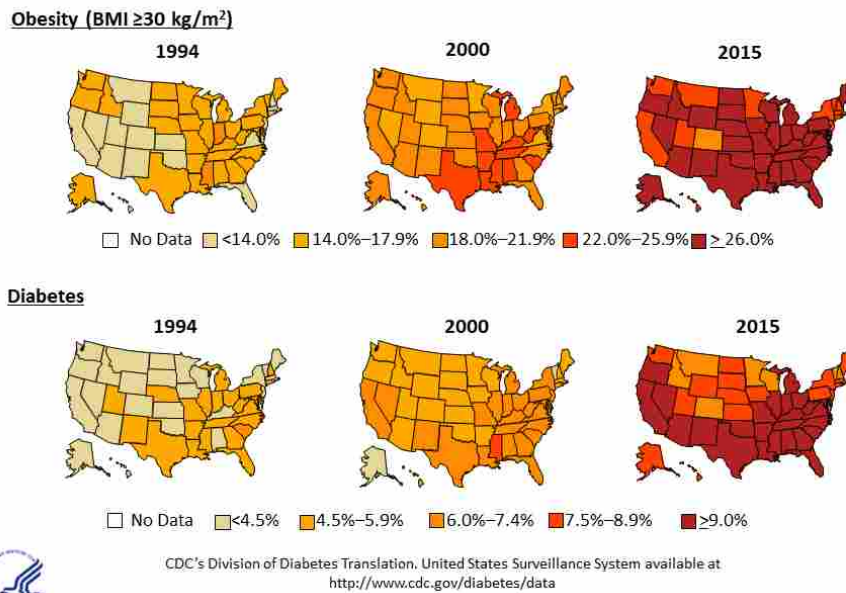 Obesity (BMI ≥30 kg/m²)
1994
2000
2015
No Data
<14.0%
14.0%–17.9%
18.0%–21.9%
22.0%–25.9%
≥ 26.0%
Diabetes
1994
2000
2015
No Data
<4.5%
4.5%–5.9%
6.0%–7.4%
7.5%–8.9%
≥9.0%
CDC's Division of Diabetes Translation. United States Surveillance System available at
http://www.cdc.gov/diabetes/data